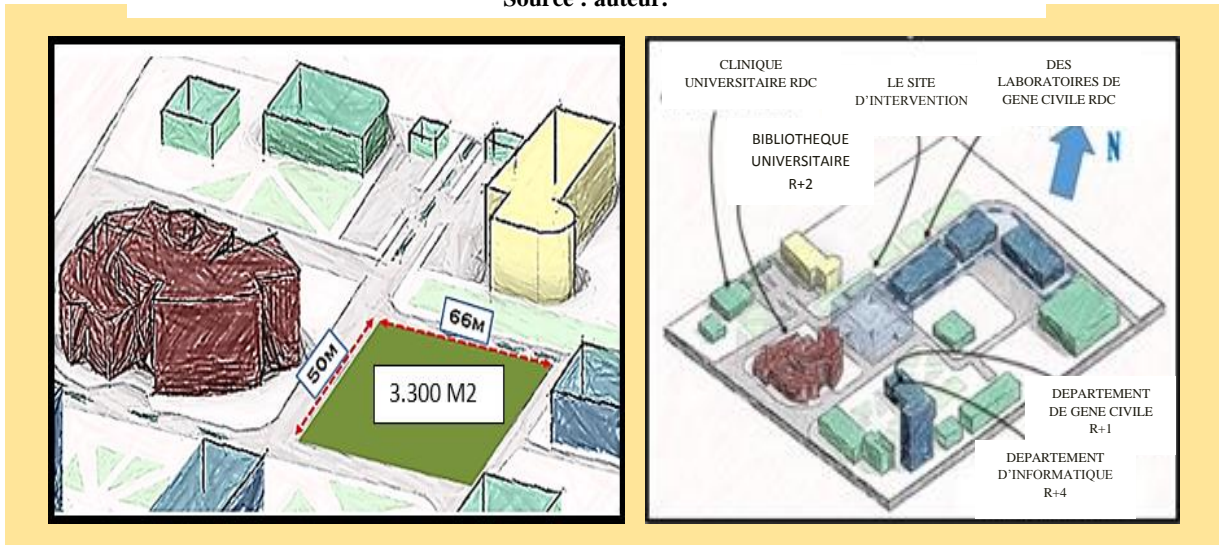 Source : auteur.
50M
66M
3.300 M2
CLINIQUE
UNIVERSITAIRE RDC
LE SITE
D'INTERVENTION
DES
LABORATOIRES DE
GENE CIVILE RDC
BIBLIOTHEQUE
UNIVERSITAIRE
R+2
N
DEPARTEMENT
DE GENE CIVILE
R+1
DEPARTEMENT
D'INFORMATIQUE
R+4